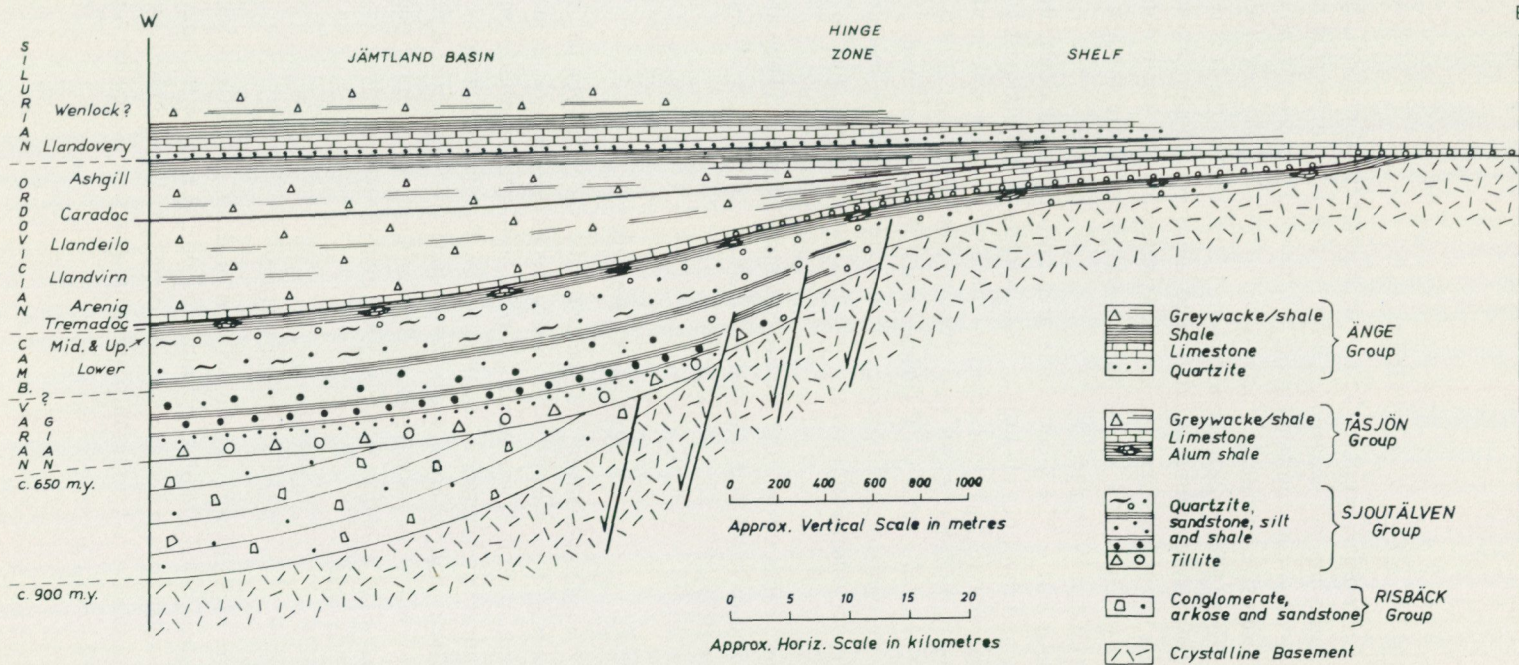 W
E
JÄMTLAND BASIN
HINGE
ZONE
SHELF
SILURIAN
Wenlock?
Llandovery
ORDOVICIAN
Ashgill
Caradoc
Llandeilo
Llandvirn
Arenig
Tremadoc
CAMB.
Mid. & Up.
Lower
?
VARAN
GIAN
c. 650 m.y.
c. 900 m.y.
0 200 400 600 800 1000
Approx. Vertical Scale in metres
0 5 10 15 20
Approx. Horiz. Scale in kilometres
Greywacke/shale
Shale
Limestone
Quartzite
ÄNGE
Group
Greywacke/shale
Limestone
Alum shale
TÅSJÖN
Group
Quartzite,
sandstone, silt
and shale
Tillite
SJOUTÄLVEN
Group
Conglomerate,
arkose and sandstone
RISBÄCK
Group
Crystalline Basement